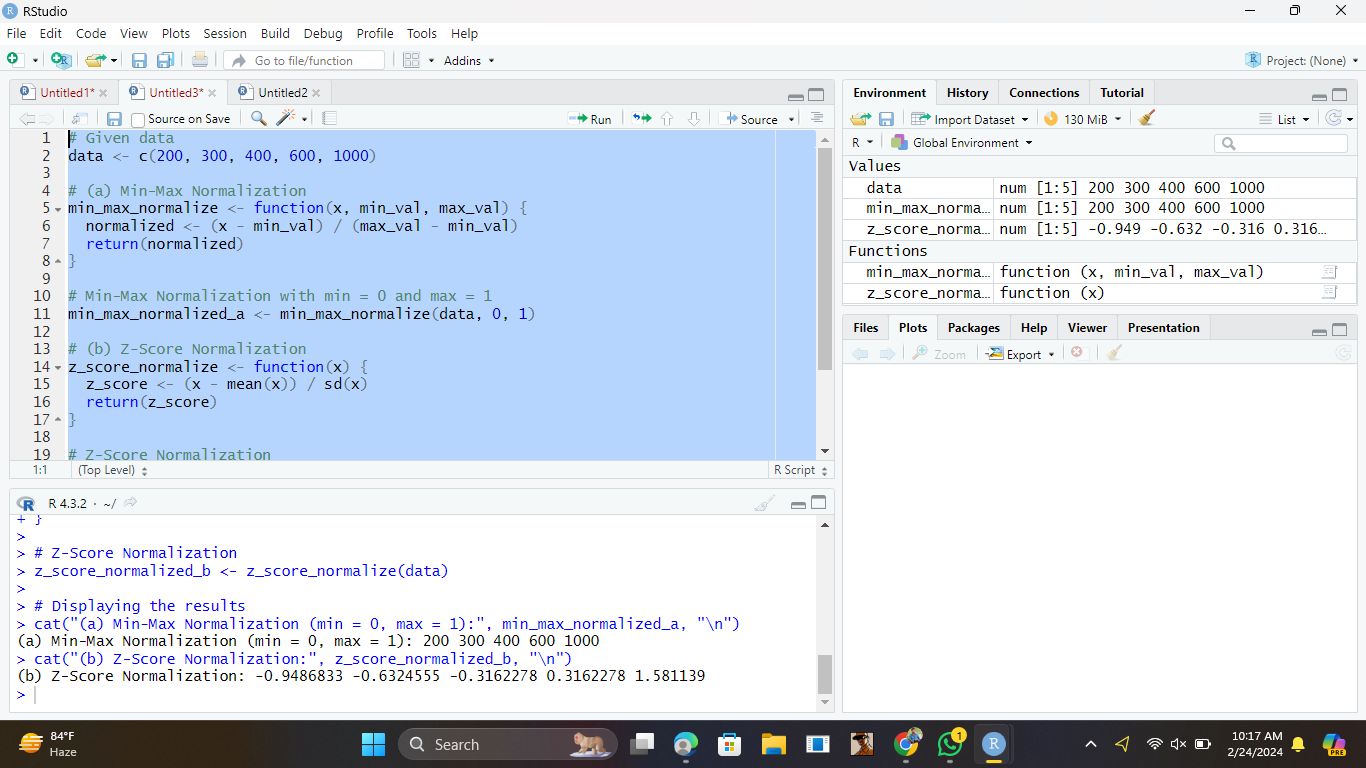 RStudio
File Edit Code View Plots Session Build Debug Profile Tools Help
Go to file/function Addins Project: (None)
Untitled1* Untitled3* Untitled2
Source on Save Run Source
1 # Given data
2 data <- c(200, 300, 400, 600, 1000)
3
4 # (a) Min-Max Normalization
5 min_max_normalize <- function(x, min_val, max_val) {
6 normalized <- (x - min_val) / (max_val - min_val)
7 return(normalized)
8 }
9
10 # Min-Max Normalization with min = 0 and max = 1
11 min_max_normalized_a <- min_max_normalize(data, 0, 1)
12
13 # (b) Z-Score Normalization
14 z_score_normalize <- function(x) {
15 z_score <- (x - mean(x)) / sd(x)
16 return(z_score)
17 }
18
19 # Z-Score Normalization
1:1 (Top Level) R Script
R 4.3.2 · ~/
+ }
>
> # Z-Score Normalization
> z_score_normalized_b <- z_score_normalize(data)
>
> # Displaying the results
> cat("(a) Min-Max Normalization (min = 0, max = 1):", min_max_normalized_a, "\n")
(a) Min-Max Normalization (min = 0, max = 1): 200 300 400 600 1000
> cat("(b) Z-Score Normalization:", z_score_normalized_b, "\n")
(b) Z-Score Normalization: -0.9486833 -0.6324555 -0.3162278 0.3162278 1.581139
>
Environment History Connections Tutorial
Import Dataset 130 MiB List
R Global Environment
Values
data num [1:5] 200 300 400 600 1000
min_max_norma… num [1:5] 200 300 400 600 1000
z_score_norma… num [1:5] -0.949 -0.632 -0.316 0.316…
Functions
min_max_norma… function (x, min_val, max_val)
z_score_norma… function (x)
Files Plots Packages Help Viewer Presentation
Zoom Export
84°F
Haze
Search
1
R
PRE
10:17 AM
2/24/2024